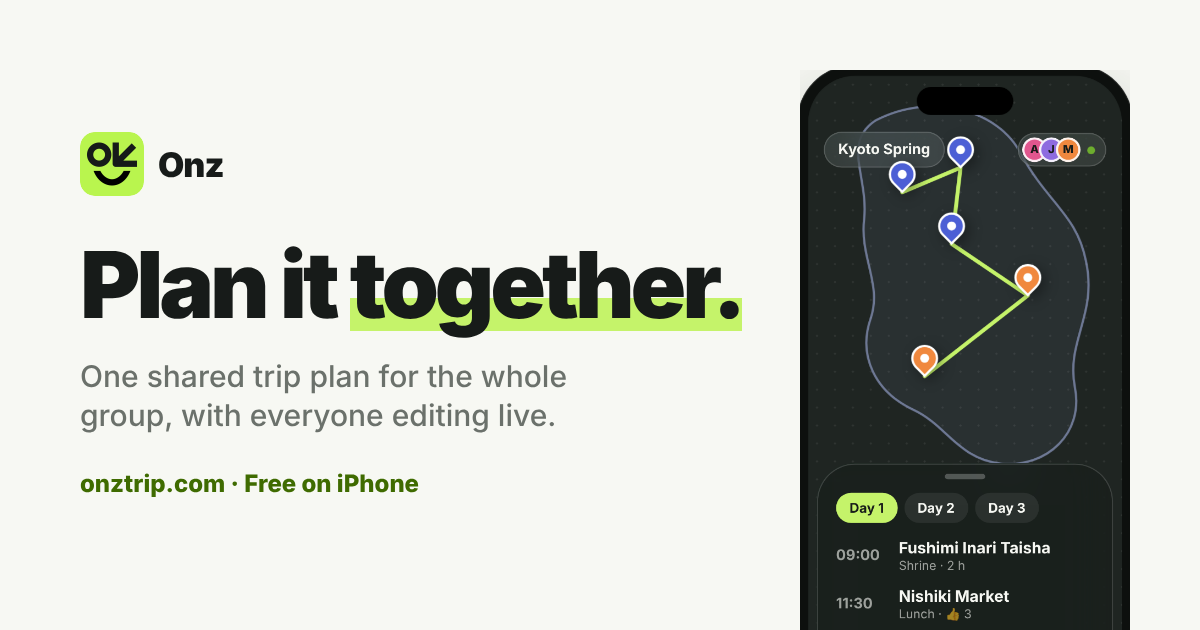 Onz
Plan it together.
One shared trip plan for the whole
group, with everyone editing live.
onztrip.com · Free on iPhone
Kyoto Spring
A J M
Day 1 Day 2 Day 3
09:00 Fushimi Inari Taisha
Shrine · 2 h
11:30 Nishiki Market
Lunch · 👍 3